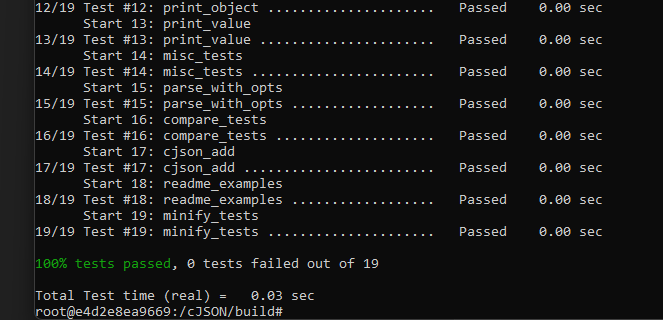 12/19 Test #12: print_object .....................   Passed    0.00 sec
      Start 13: print_value
13/19 Test #13: print_value ......................   Passed    0.00 sec
      Start 14: misc_tests
14/19 Test #14: misc_tests .......................   Passed    0.00 sec
      Start 15: parse_with_opts
15/19 Test #15: parse_with_opts ..................   Passed    0.00 sec
      Start 16: compare_tests
16/19 Test #16: compare_tests ....................   Passed    0.00 sec
      Start 17: cjson_add
17/19 Test #17: cjson_add ........................   Passed    0.00 sec
      Start 18: readme_examples
18/19 Test #18: readme_examples ..................   Passed    0.00 sec
      Start 19: minify_tests
19/19 Test #19: minify_tests .....................   Passed    0.00 sec

100% tests passed, 0 tests failed out of 19

Total Test time (real) =   0.03 sec
root@e4d2e8ea9669:/cJSON/build#